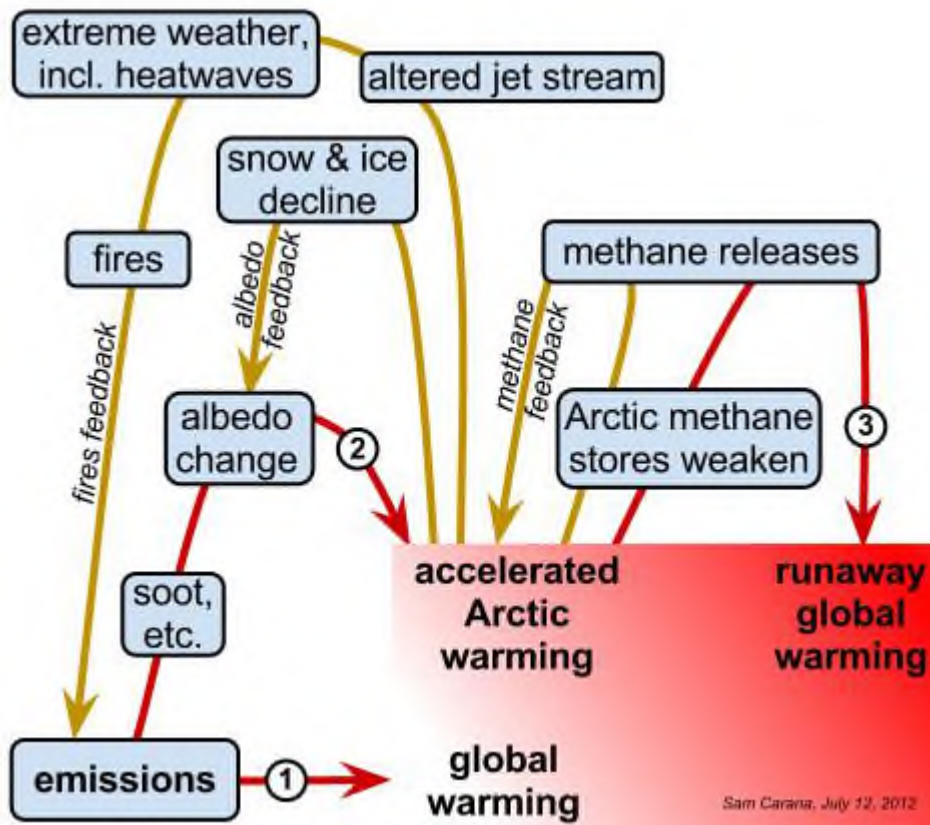 extreme weather,
incl. heatwaves
altered jet stream
snow & ice
decline
fires
methane releases
albedo
feedback
methane
feedback
fires feedback
albedo
change
2
Arctic methane
stores weaken
3
soot,
etc.
accelerated
Arctic
warming
runaway
global
warming
emissions
1
global
warming
Sam Carana, July 12, 2012